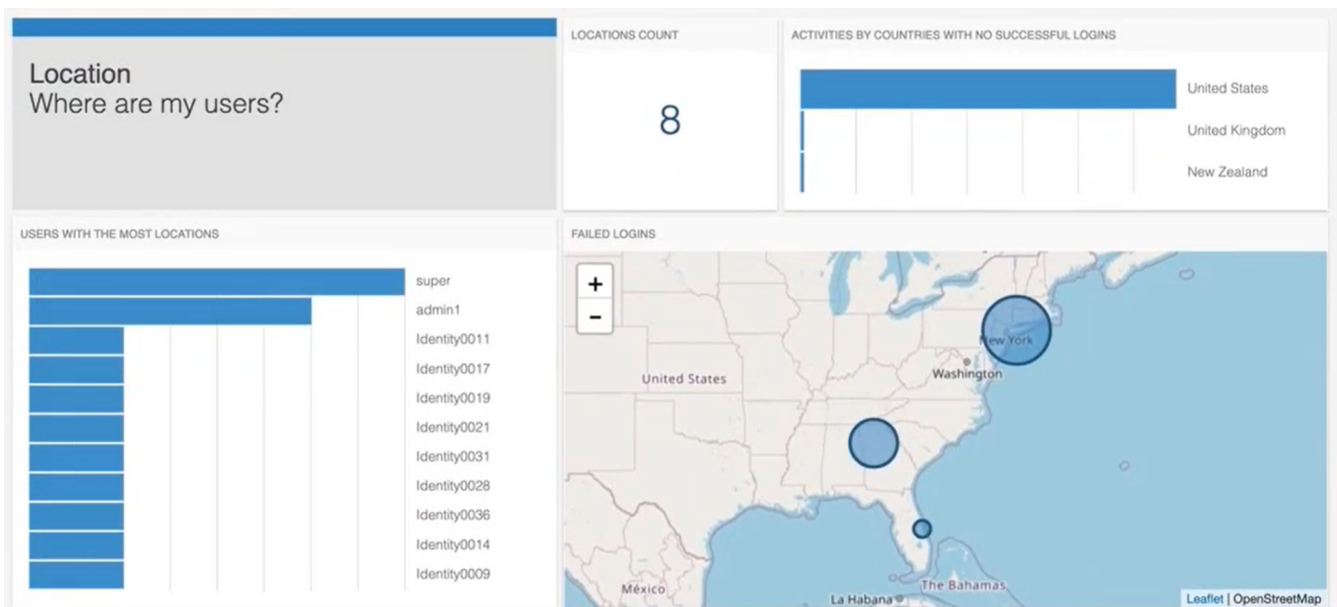 Location
Where are my users?
LOCATIONS COUNT
8
ACTIVITIES BY COUNTRIES WITH NO SUCCESSFUL LOGINS
United States
United Kingdom
New Zealand
USERS WITH THE MOST LOCATIONS
super
admin1
Identity0011
Identity0017
Identity0019
Identity0021
Identity0031
Identity0028
Identity0036
Identity0014
Identity0009
FAILED LOGINS
+
−
New York
Washington
United States
México
La Habana
The Bahamas
Leaflet | OpenStreetMap